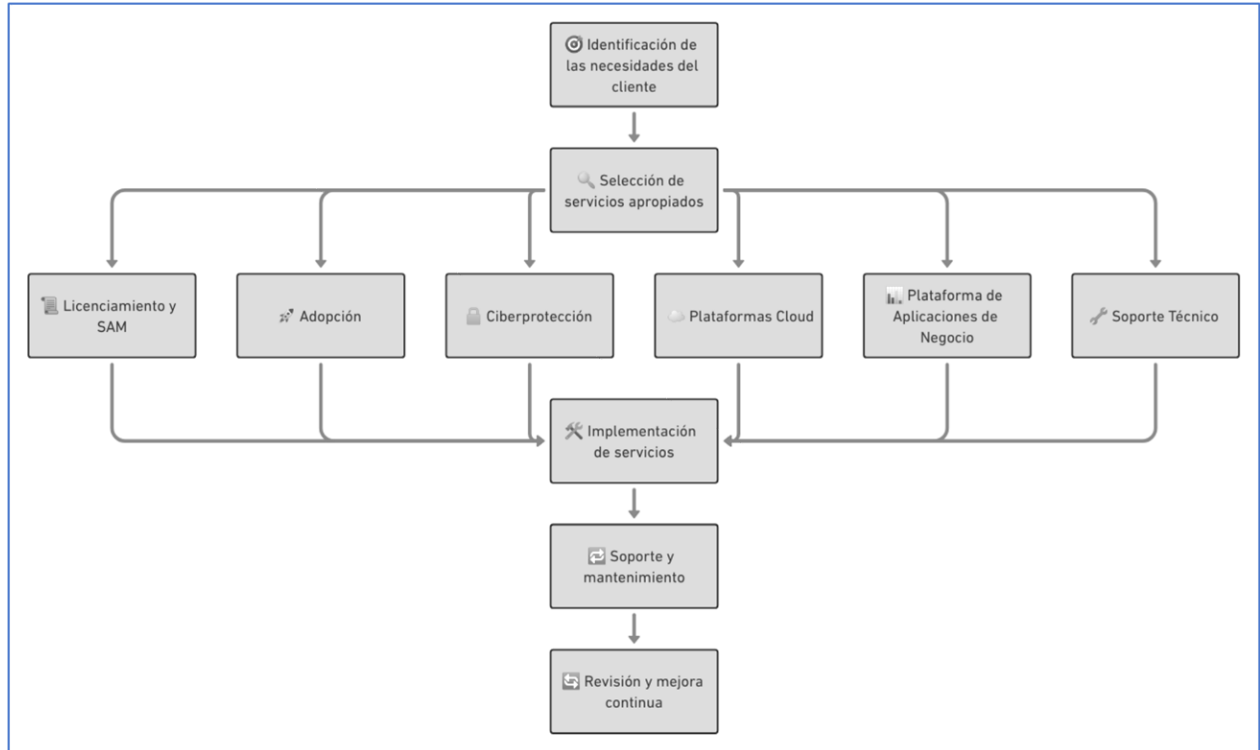 Identificación de
las necesidades del
cliente
Selección de
servicios apropiados
Licenciamiento y
SAM
Adopción
Ciberprotección
Plataformas Cloud
Plataforma de
Aplicaciones de
Negocio
Soporte Técnico
Implementación
de servicios
Soporte y
mantenimiento
Revisión y mejora
continua